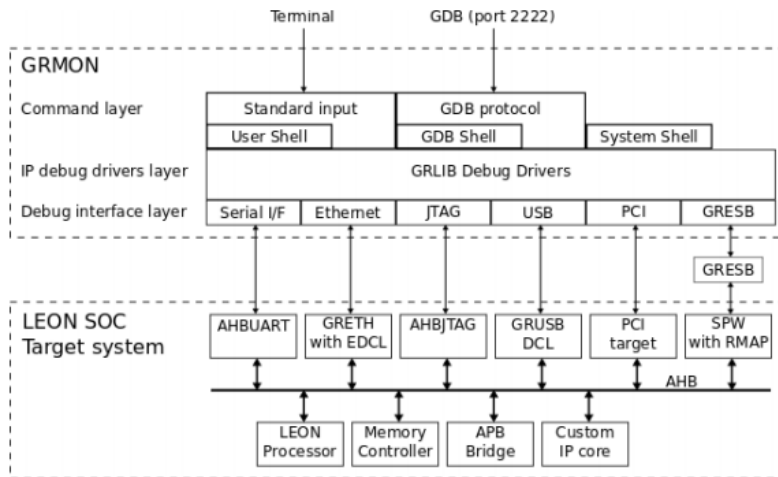 Terminal
GDB (port 2222)
GRMON
Command layer
Standard input
GDB protocol
User Shell
GDB Shell
System Shell
IP debug drivers layer
GRLIB Debug Drivers
Debug interface layer
Serial I/F
Ethernet
JTAG
USB
PCI
GRESB
GRESB
LEON SOC
Target system
AHBUART
GRETH
with EDCL
AHBJTAG
GRUSB
DCL
PCI
target
SPW
with RMAP
AHB
LEON
Processor
Memory
Controller
APB
Bridge
Custom
IP core